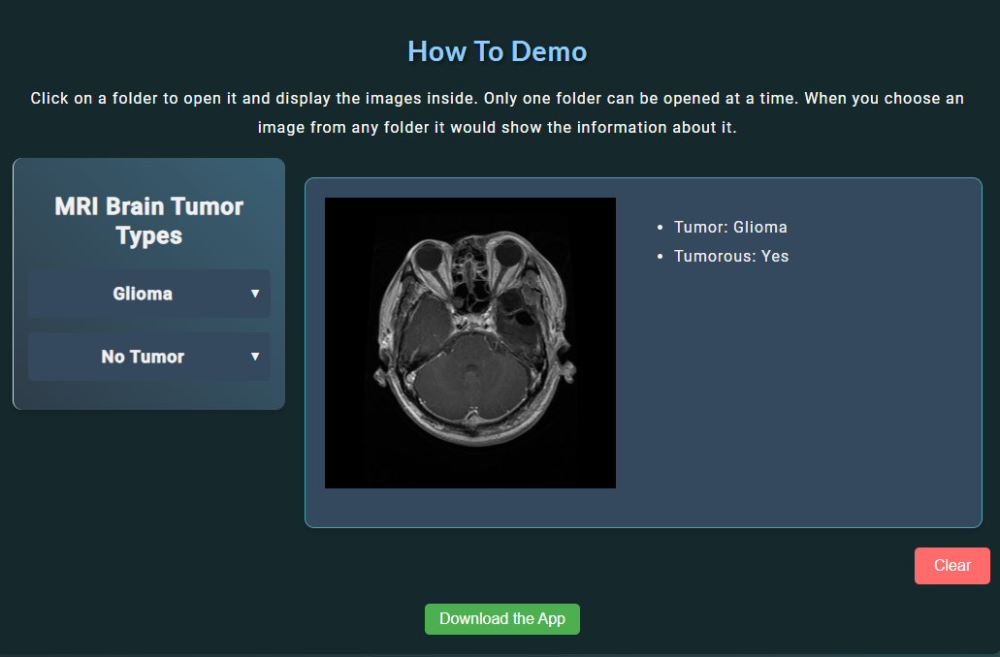 How To Demo
Click on a folder to open it and display the images inside. Only one folder can be opened at a time. When you choose an
image from any folder it would show the information about it.
MRI Brain Tumor
Types
Glioma ▼
No Tumor ▼
• Tumor: Glioma
• Tumorous: Yes
Clear
Download the App